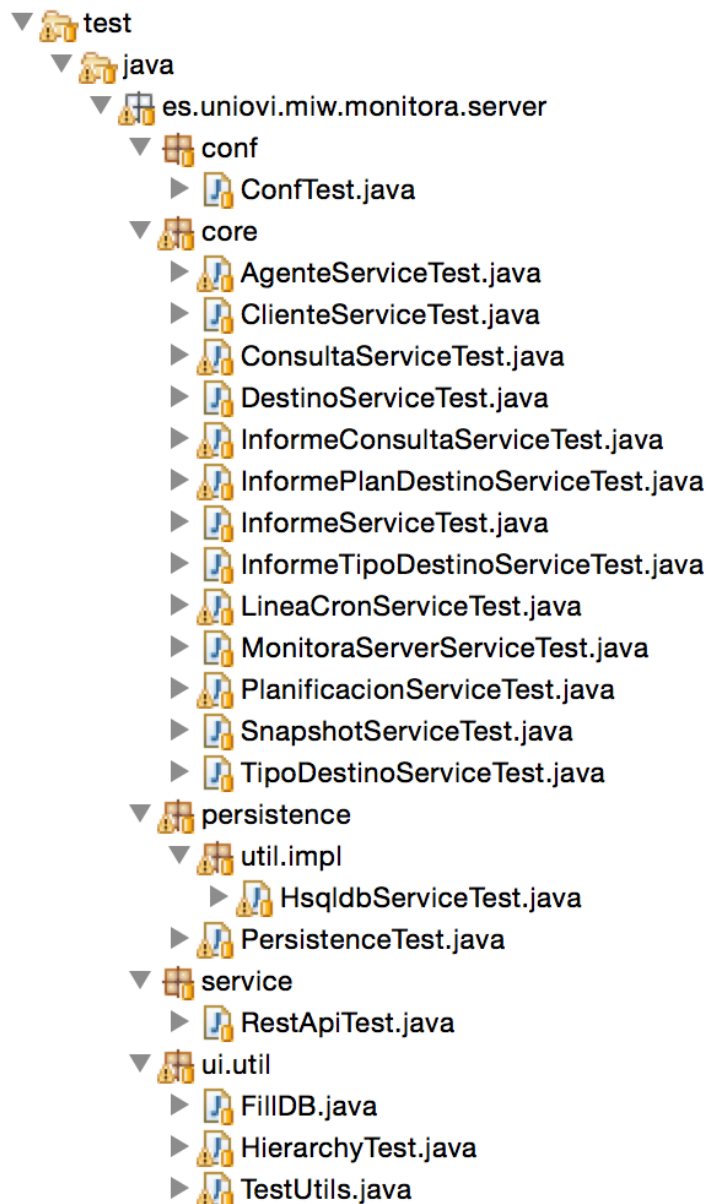 test
java
es.uniovi.miw.monitora.server
conf
ConfTest.java
core
AgenteServiceTest.java
ClienteServiceTest.java
ConsultaServiceTest.java
DestinoServiceTest.java
InformeConsultaServiceTest.java
InformePlanDestinoServiceTest.java
InformeServiceTest.java
InformeTipoDestinoServiceTest.java
LineaCronServiceTest.java
MonitoraServerServiceTest.java
PlanificacionServiceTest.java
SnapshotServiceTest.java
TipoDestinoServiceTest.java
persistence
util.impl
HsqldbServiceTest.java
PersistenceTest.java
service
RestApiTest.java
ui.util
FillDB.java
HierarchyTest.java
TestUtils.java